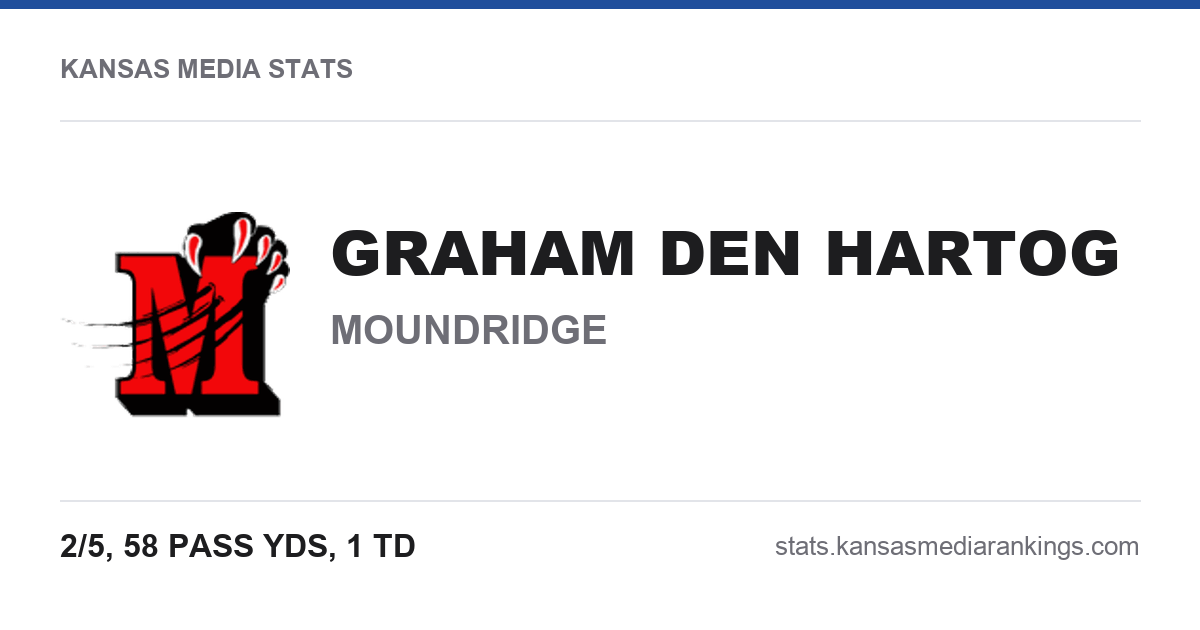 KANSAS MEDIA STATS
M
GRAHAM DEN HARTOG
MOUNDRIDGE
2/5, 58 PASS YDS, 1 TD
stats.kansasmediarankings.com